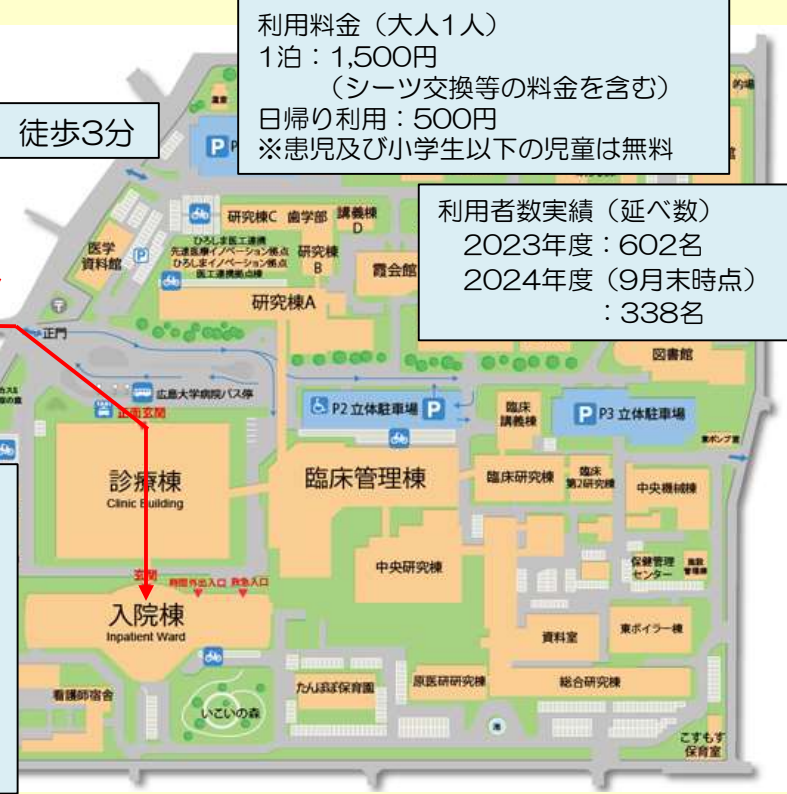 利用料金（大人1人）
1泊：1,500円
（シーツ交換等の料金を含む）
日帰り利用：500円
※患児及び小学生以下の児童は無料
徒歩3分
利用者数実績（延べ数）
2023年度：602名
2024年度（9月末時点）
：338名
的場
P
P
医学
資料館
研究棟C
歯学部
講義棟
D
ひろしま医工連携
先進医療イノベーション拠点
ひろしまイノベーション拠点
医工連携拠点棟
研究棟
B
霞会館
研究棟A
正門
図書館
広島大学病院バス停
正面玄関
P2 立体駐車場 P
臨床
講義棟
P P3 立体駐車場
東ポンプ室
診療棟
Clinic Building
臨床管理棟
臨床研究棟
臨床
第2研究棟
中央機械棟
中央研究棟
保健管理
センター
玄関
時間外出入口
救急入口
入院棟
Inpatient Ward
資料室
東ボイラー棟
看護師宿舎
いこいの森
たんぽぽ保育園
原医研研究棟
総合研究棟
こすもす
保育室